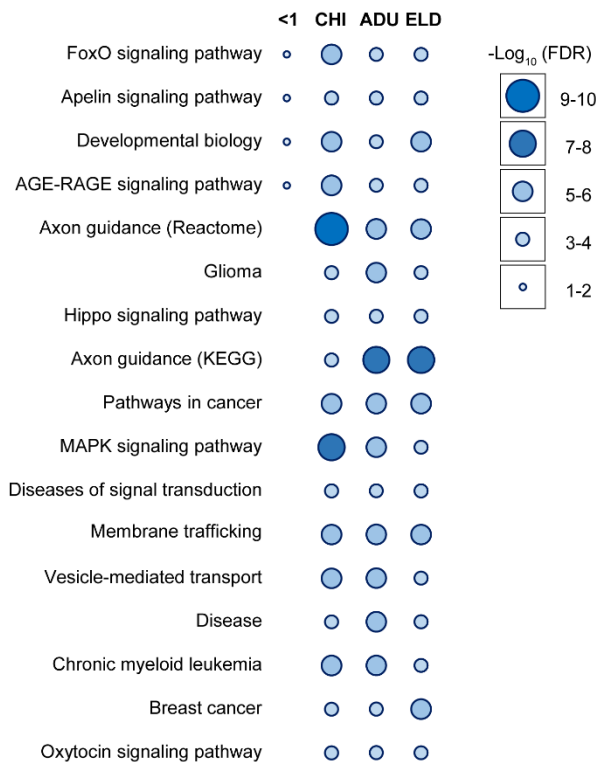 <1 CHI ADU ELD
-Log10 (FDR)
FoxO signaling pathway
9-10
Apelin signaling pathway
7-8
Developmental biology
5-6
AGE-RAGE signaling pathway
Axon guidance (Reactome)
3-4
Glioma
1-2
Hippo signaling pathway
Axon guidance (KEGG)
Pathways in cancer
MAPK signaling pathway
Diseases of signal transduction
Membrane trafficking
Vesicle-mediated transport
Disease
Chronic myeloid leukemia
Breast cancer
Oxytocin signaling pathway